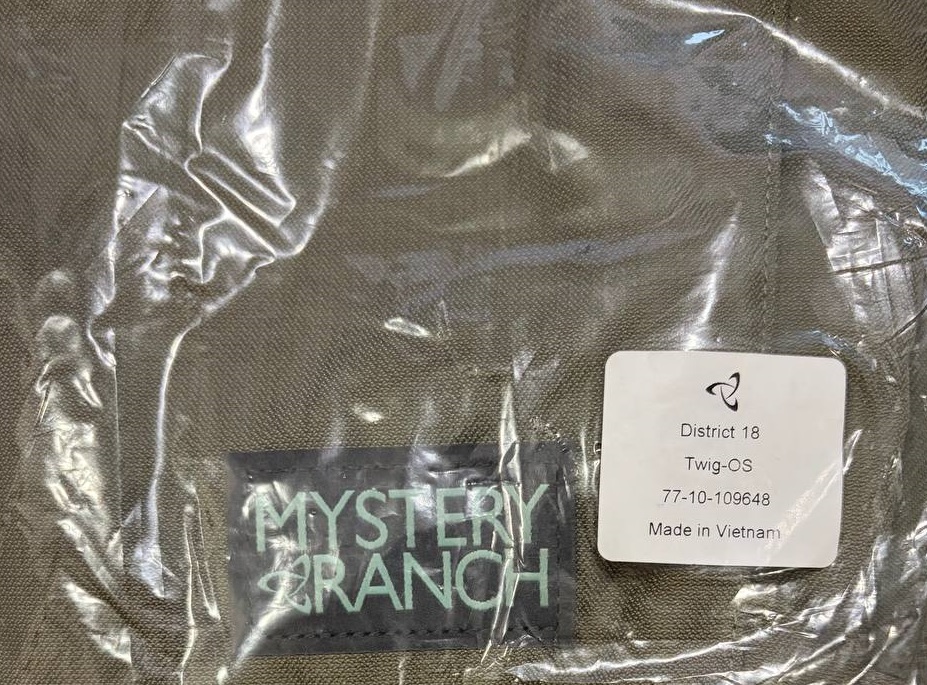 MYSTERY
RANCH
District 18
Twig-OS
77-10-109648
Made in Vietnam